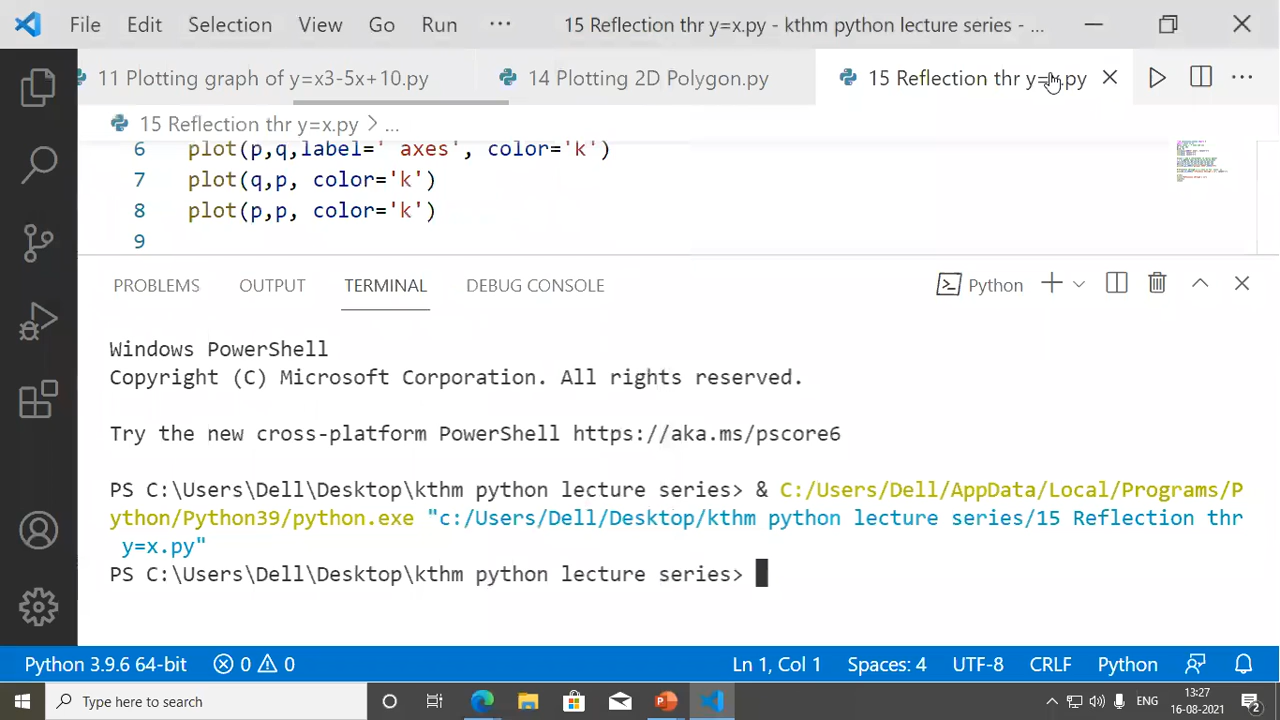 File Edit Selection View Go Run ··· 15 Reflection thr y=x.py - kthm python lecture series - ...
11 Plotting graph of y=x3-5x+10.py 14 Plotting 2D Polygon.py 15 Reflection thr y=x.py
15 Reflection thr y=x.py > ...
6 plot(p,q,label=' axes', color='k')
7 plot(q,p, color='k')
8 plot(p,p, color='k')
9
PROBLEMS OUTPUT TERMINAL DEBUG CONSOLE Python
Windows PowerShell
Copyright (C) Microsoft Corporation. All rights reserved.
Try the new cross-platform PowerShell https://aka.ms/pscore6
PS C:\Users\Dell\Desktop\kthm python lecture series> & C:/Users/Dell/AppData/Local/Programs/P
ython/Python39/python.exe "c:/Users/Dell/Desktop/kthm python lecture series/15 Reflection thr
y=x.py"
PS C:\Users\Dell\Desktop\kthm python lecture series>
Python 3.9.6 64-bit 0 0 Ln 1, Col 1 Spaces: 4 UTF-8 CRLF Python
Type here to search ENG 13:27
16-08-2021 2